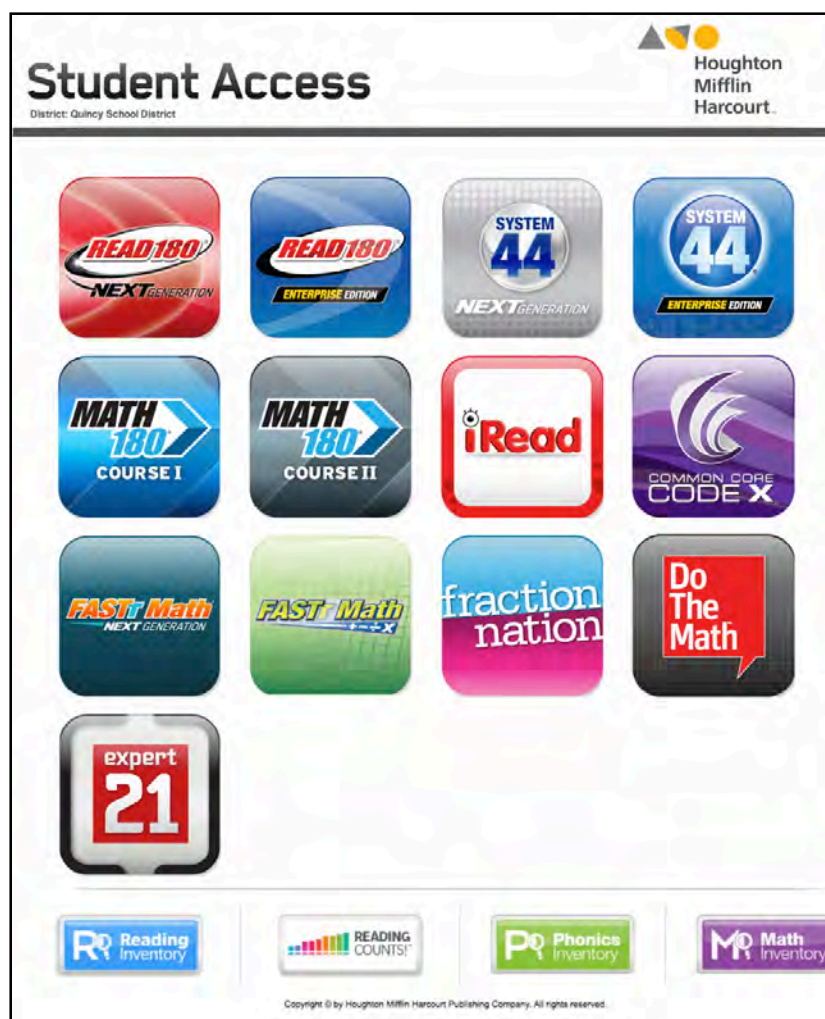 Student Access
District: Quincy School District
Houghton
Mifflin
Harcourt
READ 180
NEXT GENERATION
READ 180
ENTERPRISE EDITION
SYSTEM
44
NEXT GENERATION
SYSTEM
44
ENTERPRISE EDITION
MATH
180
COURSE I
MATH
180
COURSE II
iRead
COMMON CORE
CODE X
FASTT Math
NEXT GENERATION
FASTT Math
+-÷x
fraction
nation
Do
The
Math
expert
21
RI Reading
Inventory
READING
COUNTS!
PI Phonics
Inventory
MI Math
Inventory
Copyright © by Houghton Mifflin Harcourt Publishing Company. All rights reserved.